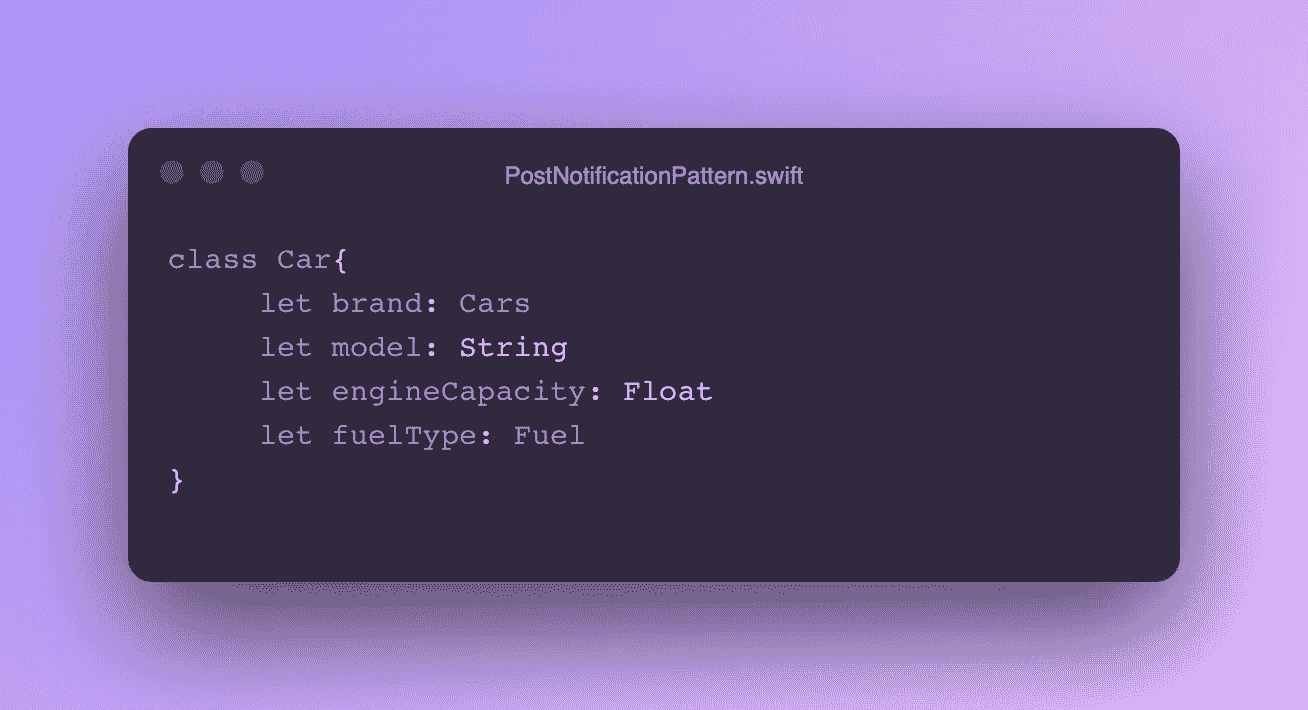 PostNotificationPattern.swift
class Car{
     let brand: Cars
     let model: String
     let engineCapacity: Float
     let fuelType: Fuel
}